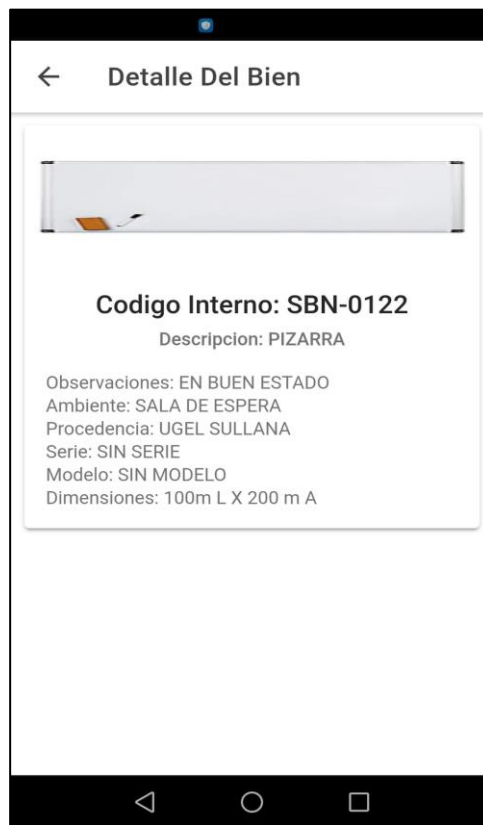 Detalle Del Bien
Codigo Interno: SBN-0122
Descripcion: PIZARRA
Observaciones: EN BUEN ESTADO
Ambiente: SALA DE ESPERA
Procedencia: UGEL SULLANA
Serie: SIN SERIE
Modelo: SIN MODELO
Dimensiones: 100m L X 200 m A